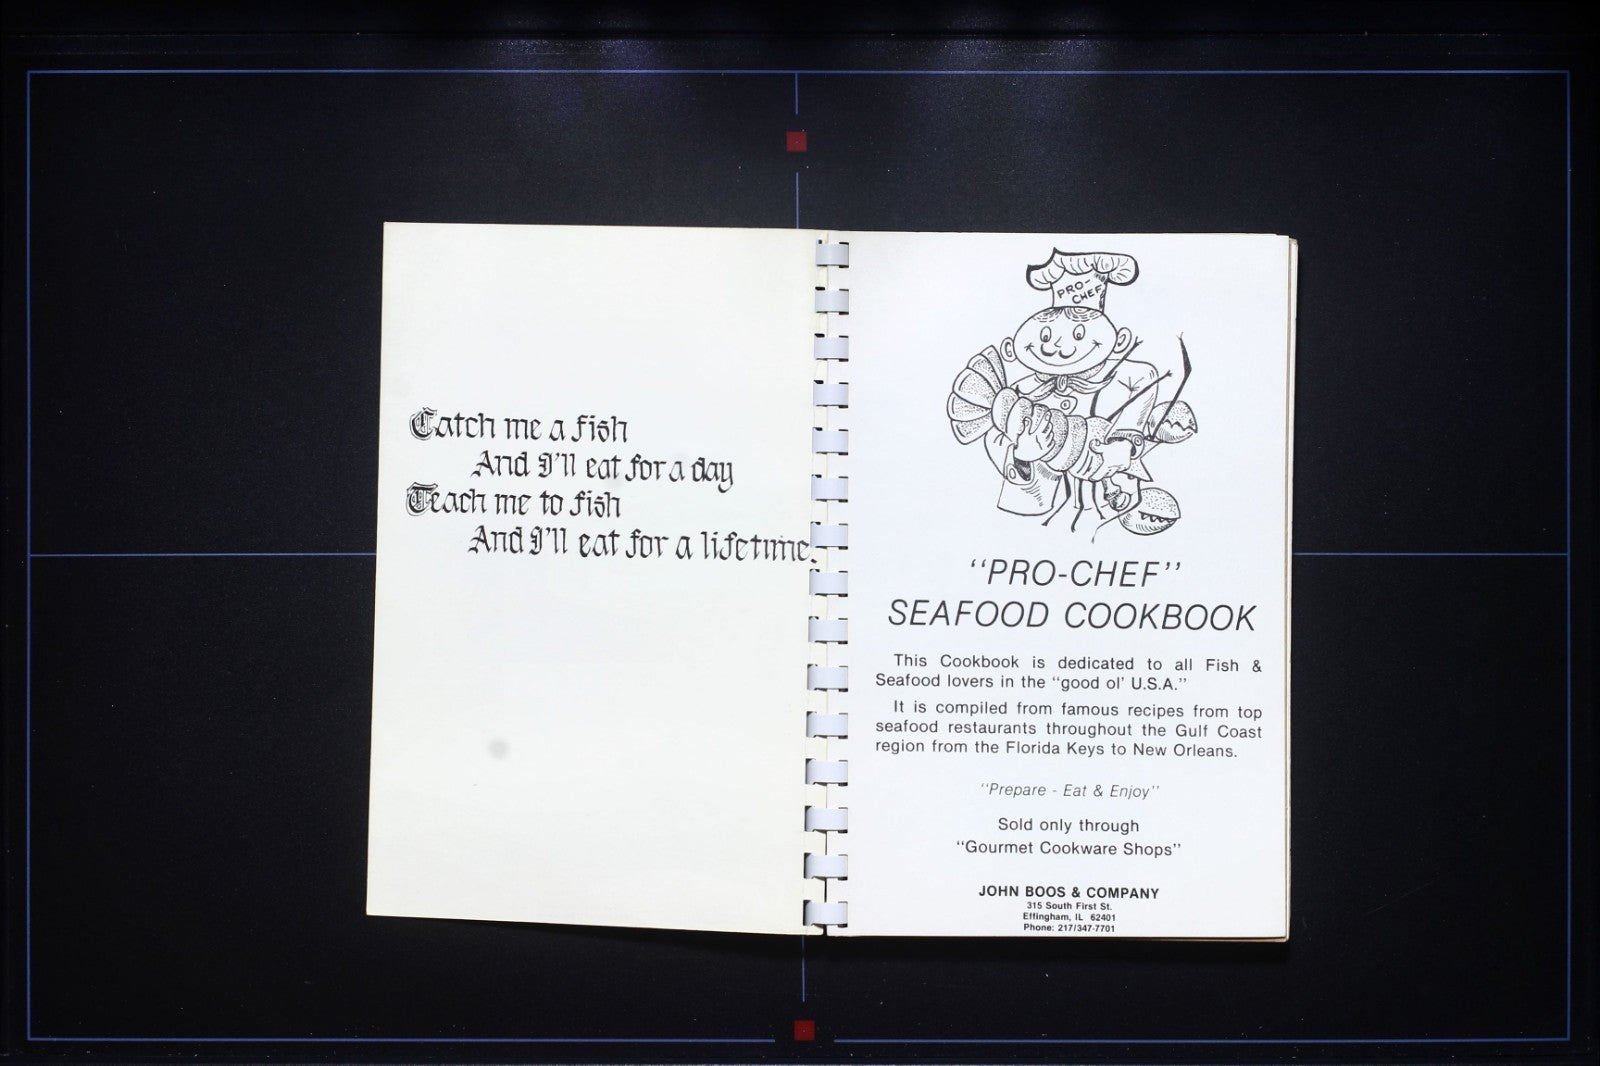 Catch me a fish
And I'll eat for a day
Teach me to fish
And I'll eat for a lifetime.
PRO-
CHEF
"PRO-CHEF"
SEAFOOD COOKBOOK
This Cookbook is dedicated to all Fish &
Seafood lovers in the "good ol' U.S.A."
It is compiled from famous recipes from top
seafood restaurants throughout the Gulf Coast
region from the Florida Keys to New Orleans.
"Prepare - Eat & Enjoy"
Sold only through
"Gourmet Cookware Shops"
JOHN BOOS & COMPANY
315 South First St.
Effingham, IL 62401
Phone: 217/347-7701